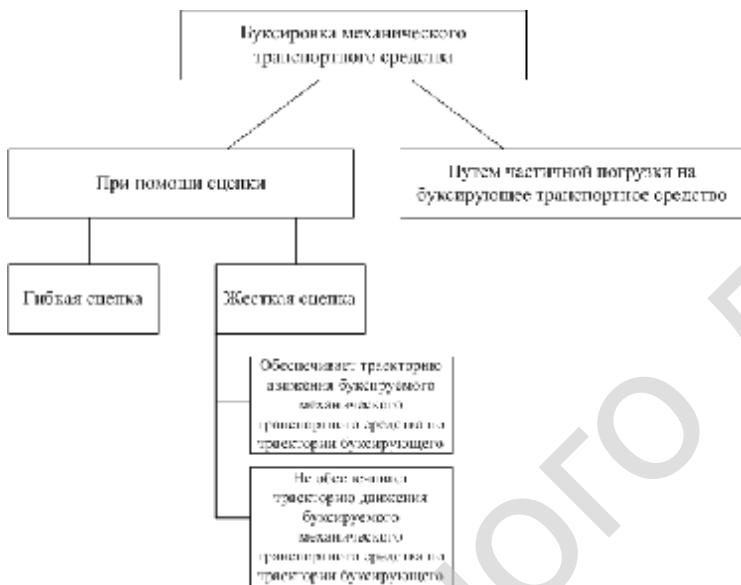 Буксировка механического
транспортного средства
При помощи сцепки
Путем частичной погрузки на
буксирующее транспортное средство
Гибкая сцепка
Жесткая сцепка
Обеспечивает траекторию
движения буксируемого
механического
транспортного средства по
траектории буксирующего
Не обеспечивает
траекторию движения
буксируемого
механического
транспортного средства по
траектории буксирующего
ного